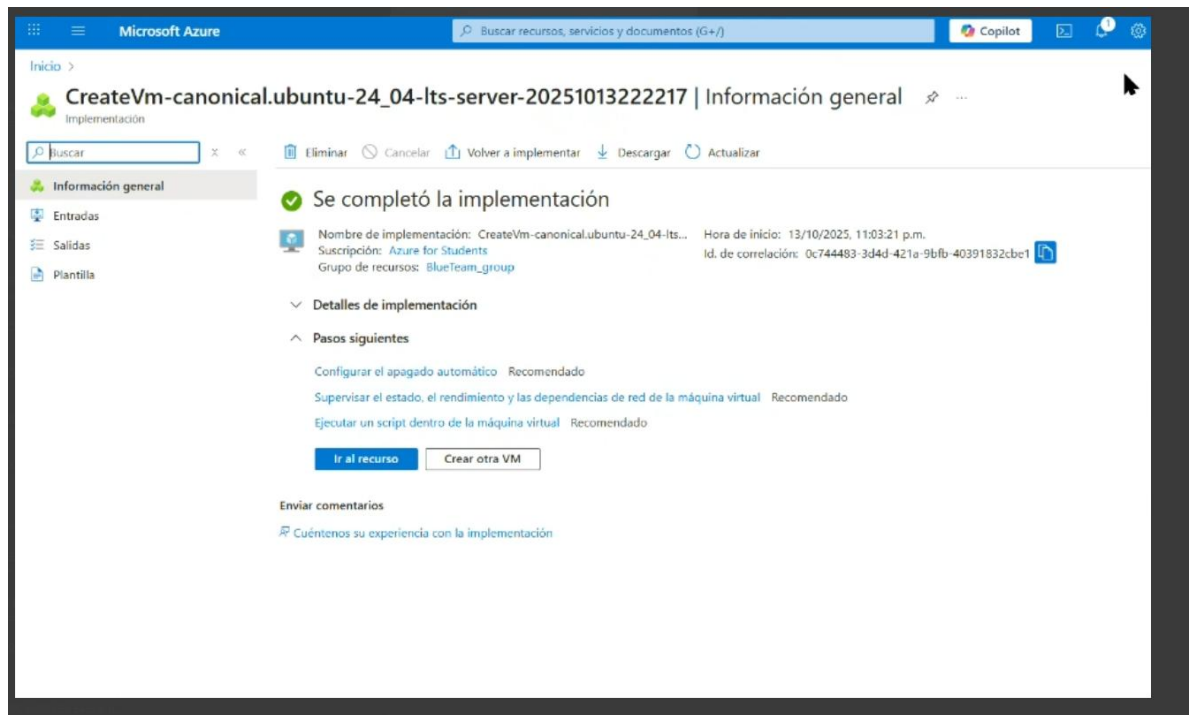 Microsoft Azure
Buscar recursos, servicios y documentos (G+/)
Copilot
1
Inicio >
CreateVm-canonical.ubuntu-24_04-lts-server-20251013222217 | Información general
Implementación
Buscar
Eliminar Cancelar Volver a implementar Descargar Actualizar
Información general
Entradas
Salidas
Plantilla
Se completó la implementación
Nombre de implementación: CreateVm-canonical.ubuntu-24_04-lts...
Suscripción: Azure for Students
Grupo de recursos: BlueTeam_group
Hora de inicio: 13/10/2025, 11:03:21 p.m.
Id. de correlación: 0c744483-3d4d-421a-9bfb-40391832cbe1
Detalles de implementación
Pasos siguientes
Configurar el apagado automático Recomendado
Supervisar el estado, el rendimiento y las dependencias de red de la máquina virtual Recomendado
Ejecutar un script dentro de la máquina virtual Recomendado
Ir al recurso Crear otra VM
Enviar comentarios
Cuéntenos su experiencia con la implementación